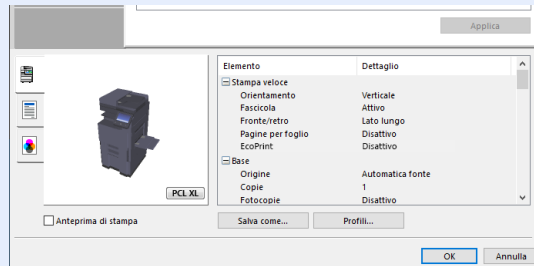 Applica
Elemento Dettaglio
Stampa veloce
Orientamento Verticale
Fascicola Attivo
Fronte/retro Lato lungo
Pagine per foglio Disattivo
EcoPrint Disattivo
Base
Origine Automatica fonte
Copie 1
Fotocopie Disattivo
PCL XL
Anteprima di stampa Salva come... Profili...
OK Annulla